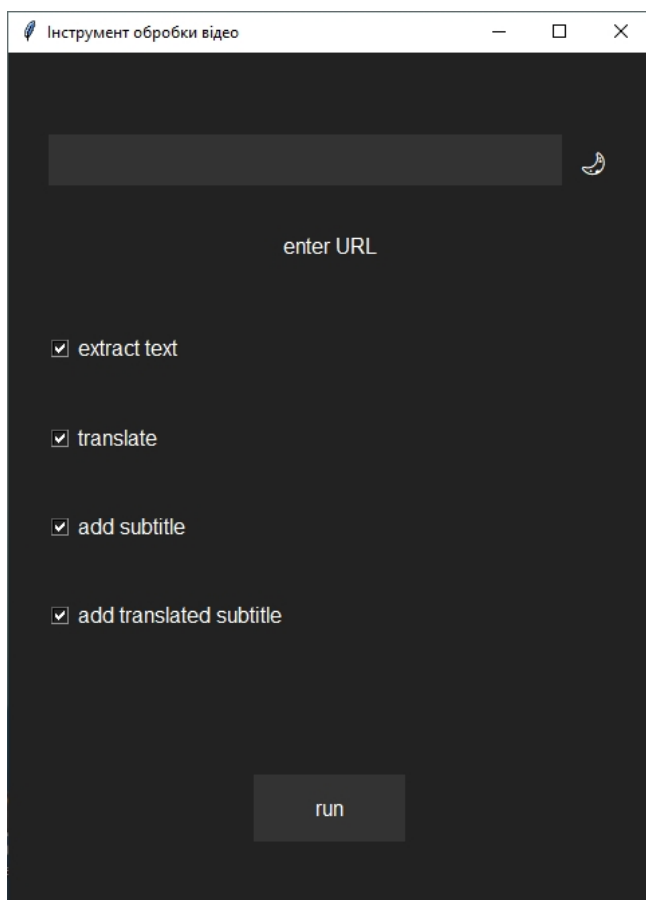 Інструмент обробки відео
enter URL
extract text
translate
add subtitle
add translated subtitle
run